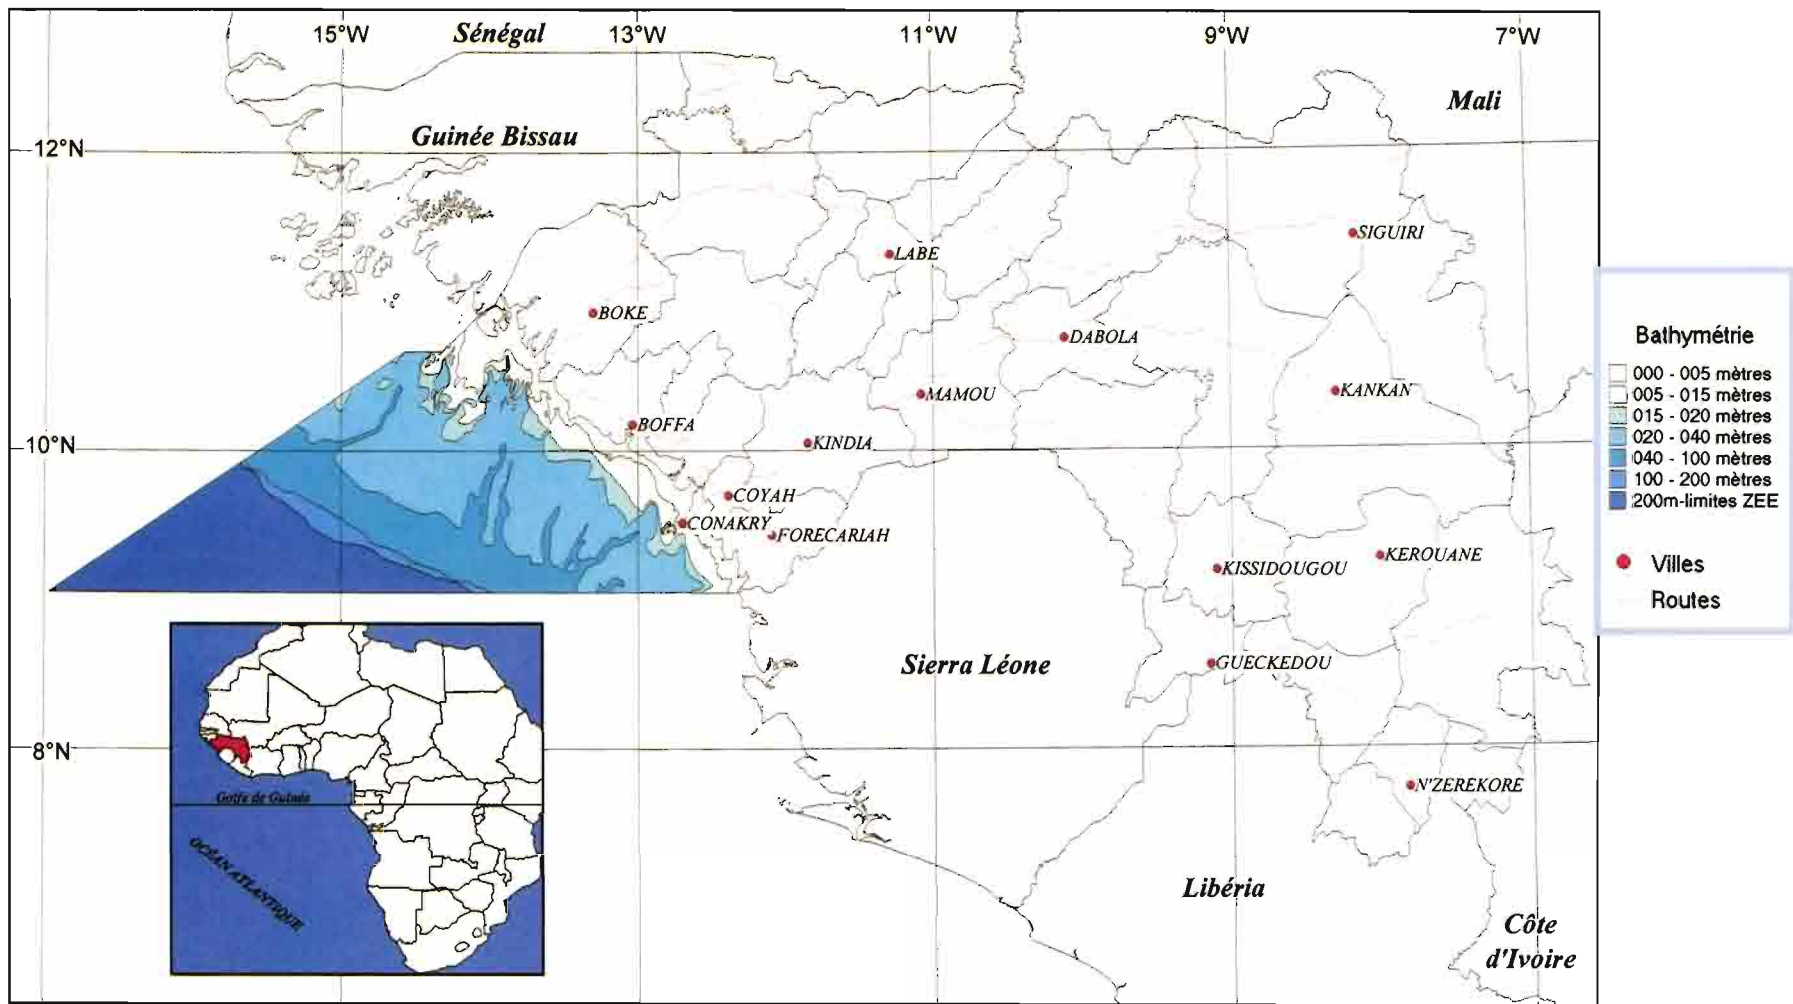 15°W
Sénégal
13°W
11°W
9°W
7°W
Mali
Guinée Bissau
12°N
SIGUIRI
LABE
BOKE
DABOLA
MAMOU
KANKAN
BOFFA
KINDIA
10°N
COYAH
CONAKRY
FORECARIAH
KEROUANE
KISSIDOUGOU
Sierra Léone
GUECKEDOU
8°N
N'ZEREKORE
Libéria
Côte
d'Ivoire
Golfe de Guinée
OCÉAN ATLANTIQUE
Bathymétrie
000 - 005 mètres
005 - 015 mètres
015 - 020 mètres
020 - 040 mètres
040 - 100 mètres
100 - 200 mètres
200m-limites ZEE
Villes
Routes